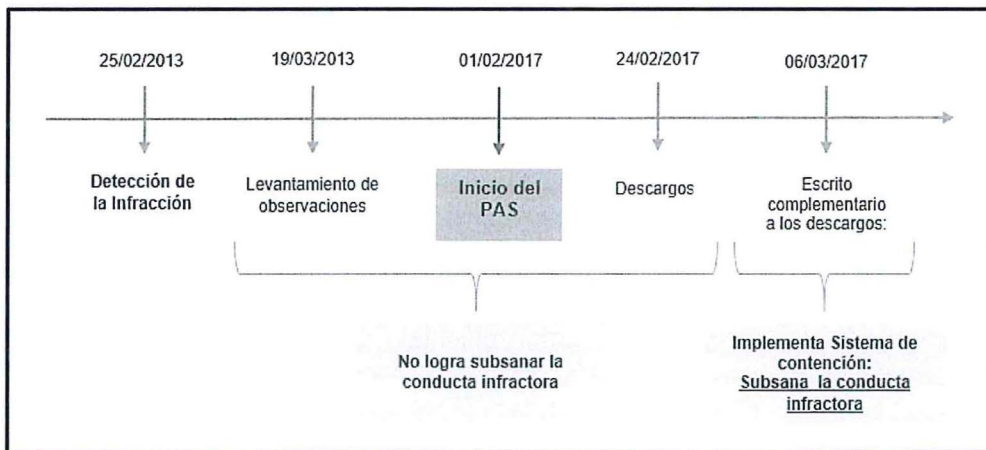 25/02/2013
19/03/2013
01/02/2017
24/02/2017
06/03/2017
Detección de
la Infracción
Levantamiento de
observaciones
Inicio del
PAS
Descargos
Escrito
complementario
a los descargos:
No logra subsanar la
conducta infractora
Implementa Sistema de
contención:
Subsana la conducta
infractora